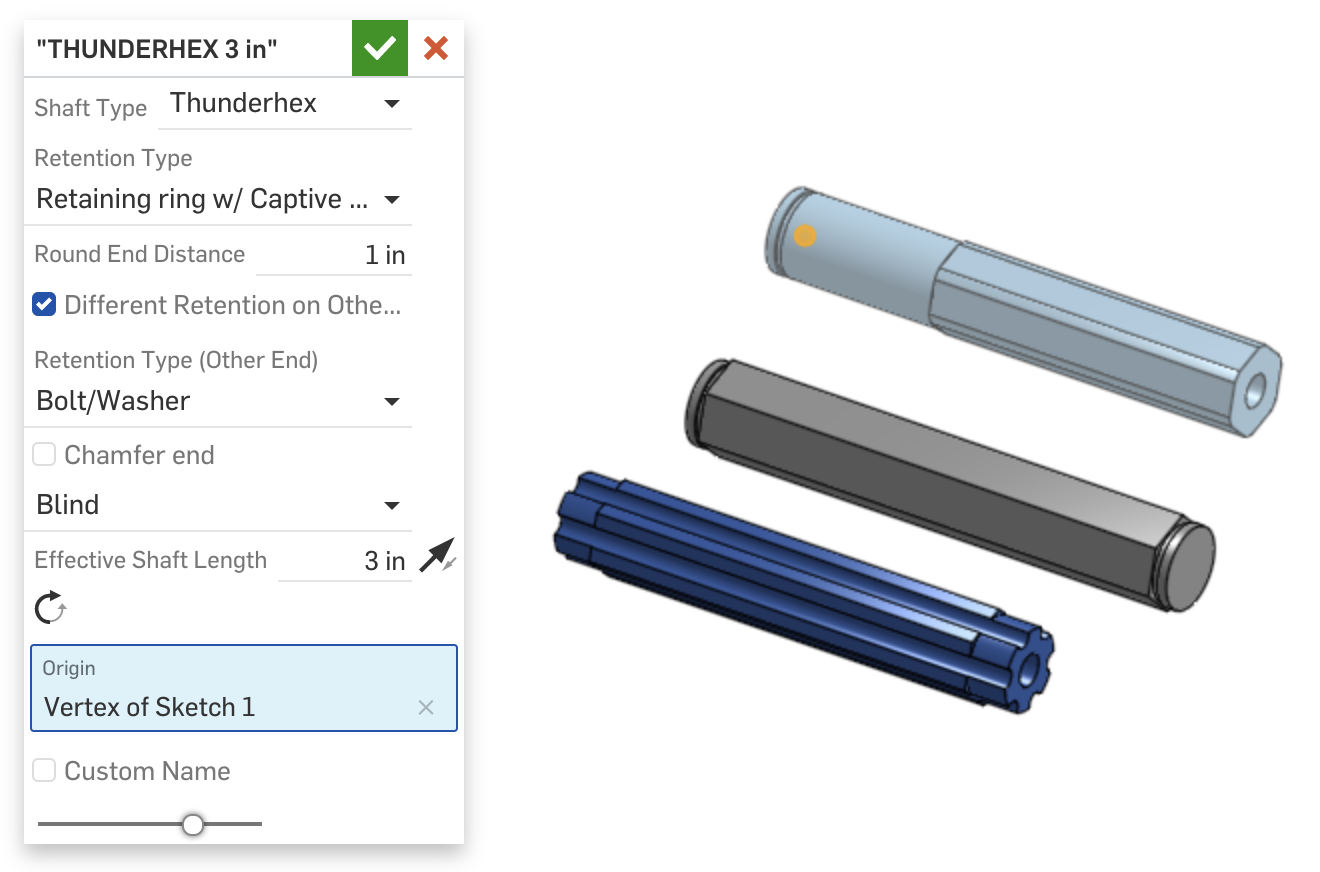 "THUNDERHEX 3 in"
Shaft Type Thunderhex
Retention Type
Retaining ring w/ Captive ...
Round End Distance 1 in
Different Retention on Othe...
Retention Type (Other End)
Bolt/Washer
Chamfer end
Blind
Effective Shaft Length 3 in
Origin
Vertex of Sketch 1
Custom Name